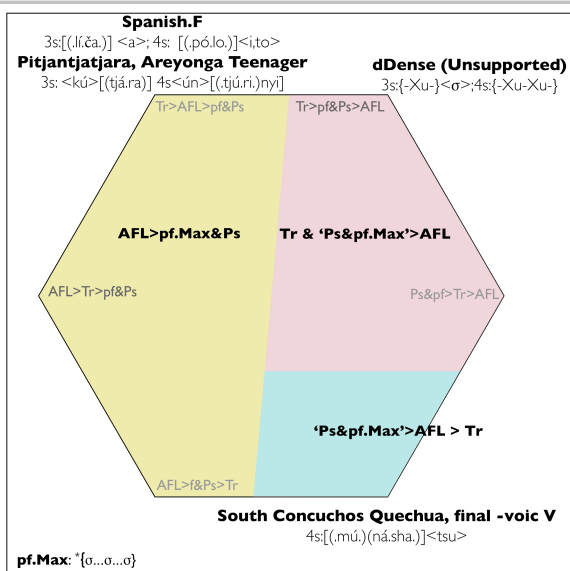 Spanish.F
3s:[(.lí.ča.)] <a>; 4s: [(.pó.lo.)]<i,to>
Pitjantjatjara, Areyonga Teenager
3s: <kú>[(tjá.ra)] 4s<ún>[(.tjú.ri.)nyi]
dDense (Unsupported)
3s:{-Xu-}<σ>;4s:{-Xu-Xu-}
Tr>AFL>pf&Ps
Tr>pf&Ps>AFL
AFL>pf.Max&Ps
Tr & ‘Ps&pf.Max’>AFL
AFL>Tr>pf&Ps
Ps&pf>Tr>AFL
‘Ps&pf.Max’>AFL > Tr
AFL>f&Ps>Tr
South Concuchos Quechua, final -voic V
4s:[(.mú.)(ná.sha.)]<tsu>
pf.Max: *{σ...σ...σ}